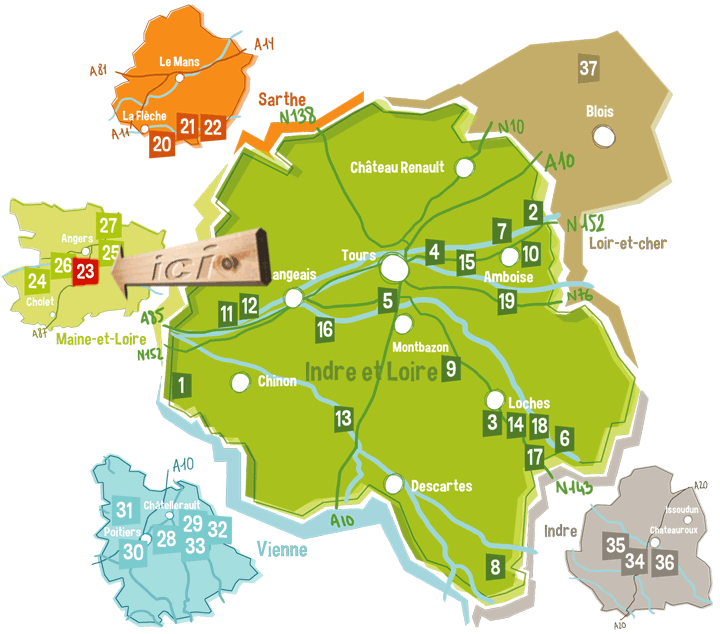 A14
A81
Le Mans
La Flèche
A11
20
21
22
Sarthe
N138
37
Blois
Loir-et-cher
N10
A10
Château Renault
2
7
N152
4
15
10
Tours
Amboise
19
N76
27
Angers
25
26
23
24
Cholet
A87
Maine-et-Loire
ici
angeais
11
12
A85
N152
16
5
Montbazon
Indre et Loire
9
1
Chinon
13
Loches
3
14
18
6
17
N143
Descartes
A10
8
Vienne
A10
31
Châtellerault
Poitiers
30
28
29
32
33
Indre
A20
Issoudun
Chateauroux
35
34
36
A20